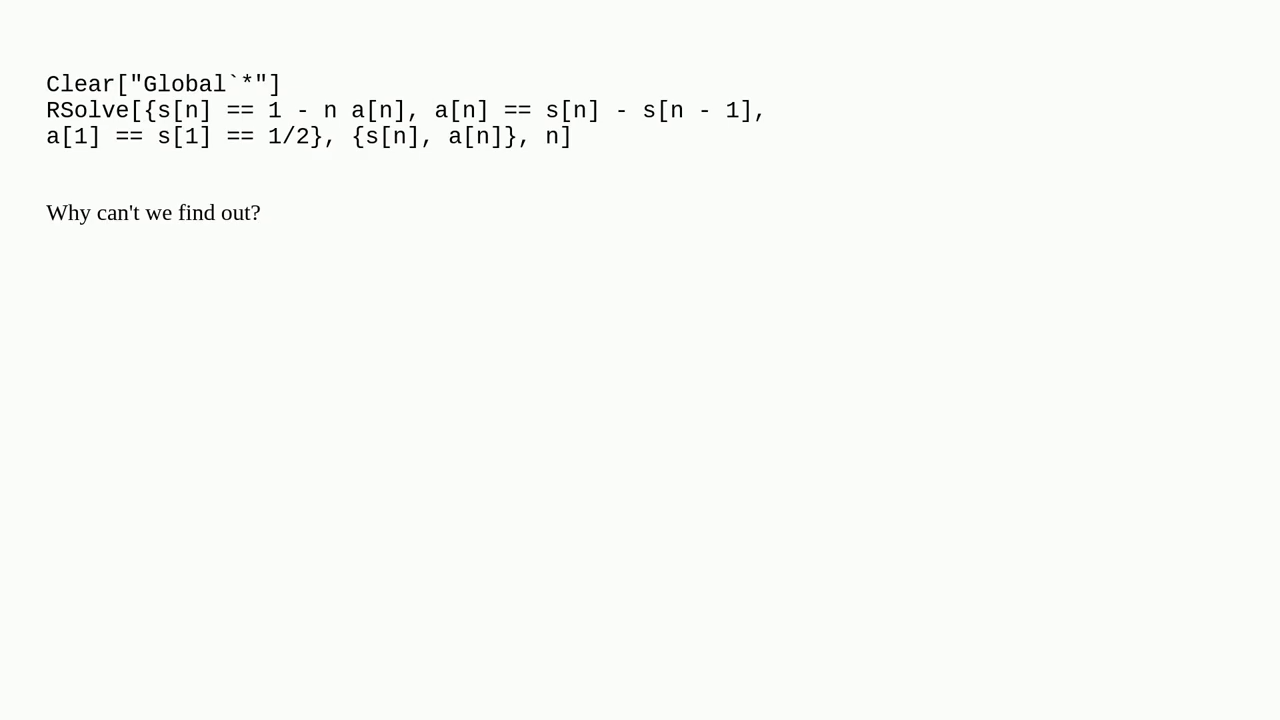 Clear["Global`*"]
RSolve[{s[n] == 1 - n a[n], a[n] == s[n] - s[n - 1],
a[1] == s[1] == 1/2}, {s[n], a[n]}, n]
Why can't we find out?